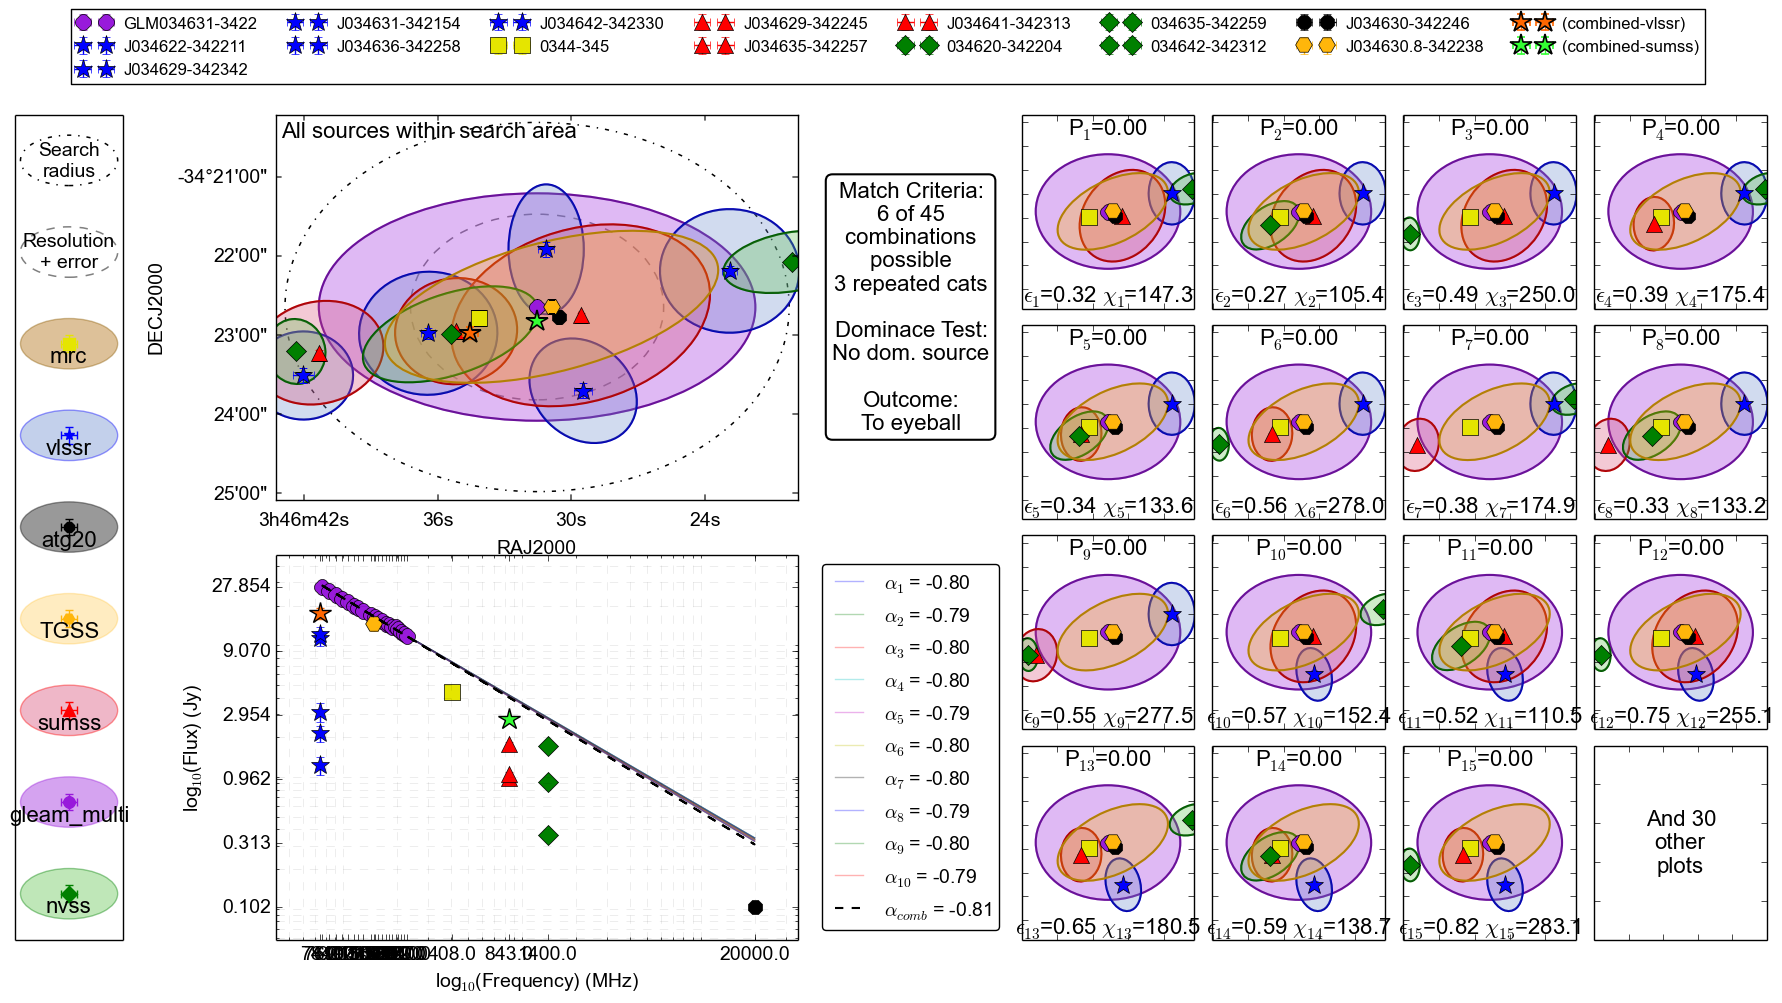 GLM034631-3422
J034631-342154
J034642-342330
J034629-342245
J034641-342313
034635-342259
J034630-342246
(combined-vlssr)
J034622-342211
J034636-342258
0344-345
J034635-342257
034620-342204
034642-342312
J034630.8-342238
(combined-sumss)
J034629-342342
Search
radius
Resolution
+ error
mrc
vlssr
atg20
TGSS
sumss
gleam_multi
nvss
All sources within search area
DECJ2000
-34°21'00"
22'00"
23'00"
24'00"
25'00"
3h46m42s
36s
30s
24s
RAJ2000
Match Criteria:
6 of 45
combinations
possible
3 repeated cats
Dominace Test:
No dom. source
Outcome:
To eyeball
log10(Flux) (Jy)
27.854
9.070
2.954
0.962
0.313
0.102
408.0
843.0
1400.0
20000.0
log10(Frequency) (MHz)
α1 = -0.80
α2 = -0.79
α3 = -0.80
α4 = -0.80
α5 = -0.79
α6 = -0.80
α7 = -0.80
α8 = -0.79
α9 = -0.80
α10 = -0.79
αcomb = -0.81
P1=0.00
ϵ1=0.32 χ1=147.3
P2=0.00
ϵ2=0.27 χ2=105.4
P3=0.00
ϵ3=0.49 χ3=250.0
P4=0.00
ϵ4=0.39 χ4=175.4
P5=0.00
ϵ5=0.34 χ5=133.6
P6=0.00
ϵ6=0.56 χ6=278.0
P7=0.00
ϵ7=0.38 χ7=174.9
P8=0.00
ϵ8=0.33 χ8=133.2
P9=0.00
ϵ9=0.55 χ9=277.5
P10=0.00
ϵ10=0.57 χ10=152.4
P11=0.00
ϵ11=0.52 χ11=110.5
P12=0.00
ϵ12=0.75 χ12=255.1
P13=0.00
ϵ13=0.65 χ13=180.5
P14=0.00
ϵ14=0.59 χ14=138.7
P15=0.00
ϵ15=0.82 χ15=283.1
And 30
other
plots